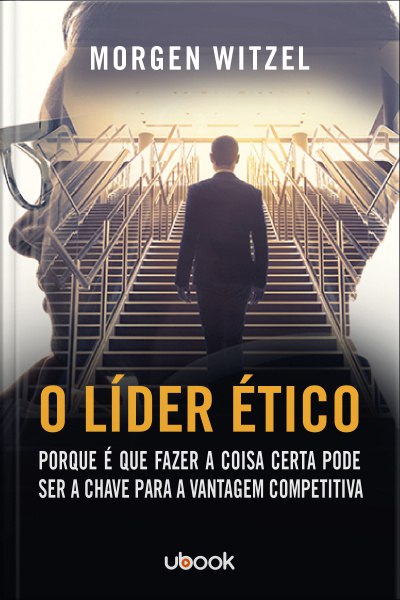 MORGEN WITZEL
O LÍDER ÉTICO
PORQUE É QUE FAZER A COISA CERTA PODE
SER A CHAVE PARA A VANTAGEM COMPETITIVA
ubook